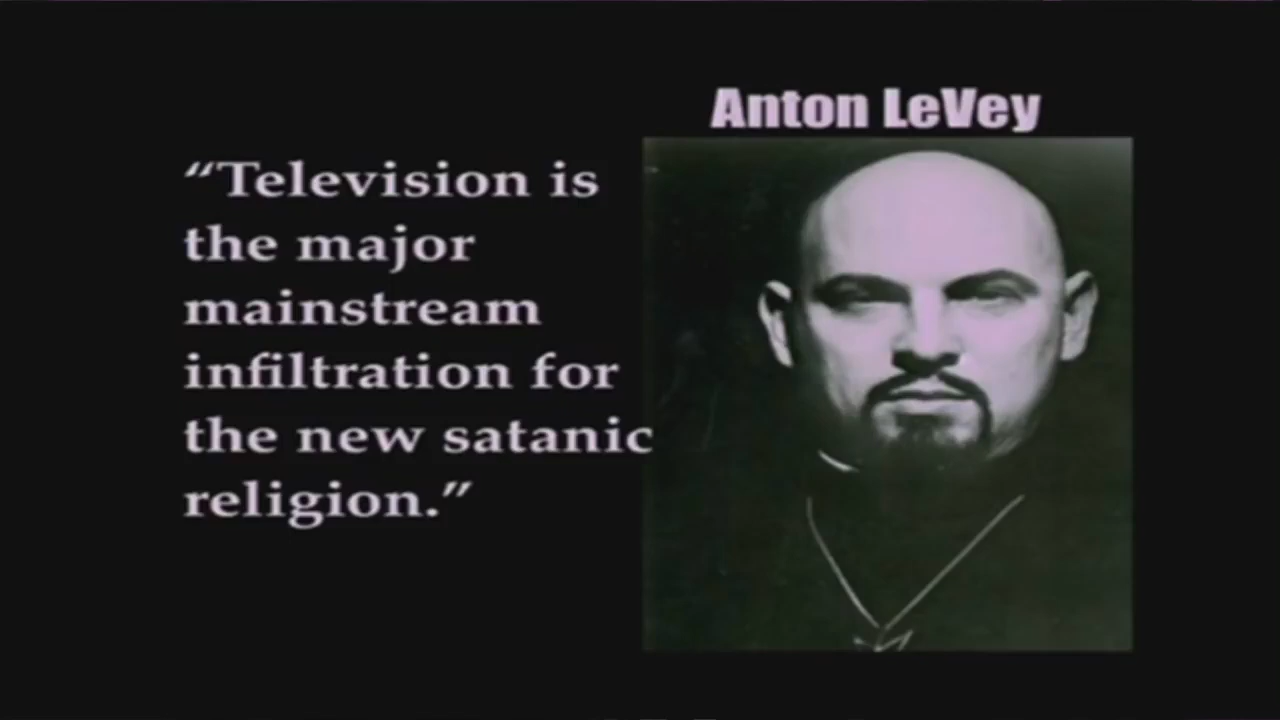 Anton LeVey
“Television is
the major
mainstream
infiltration for
the new satanic
religion.”